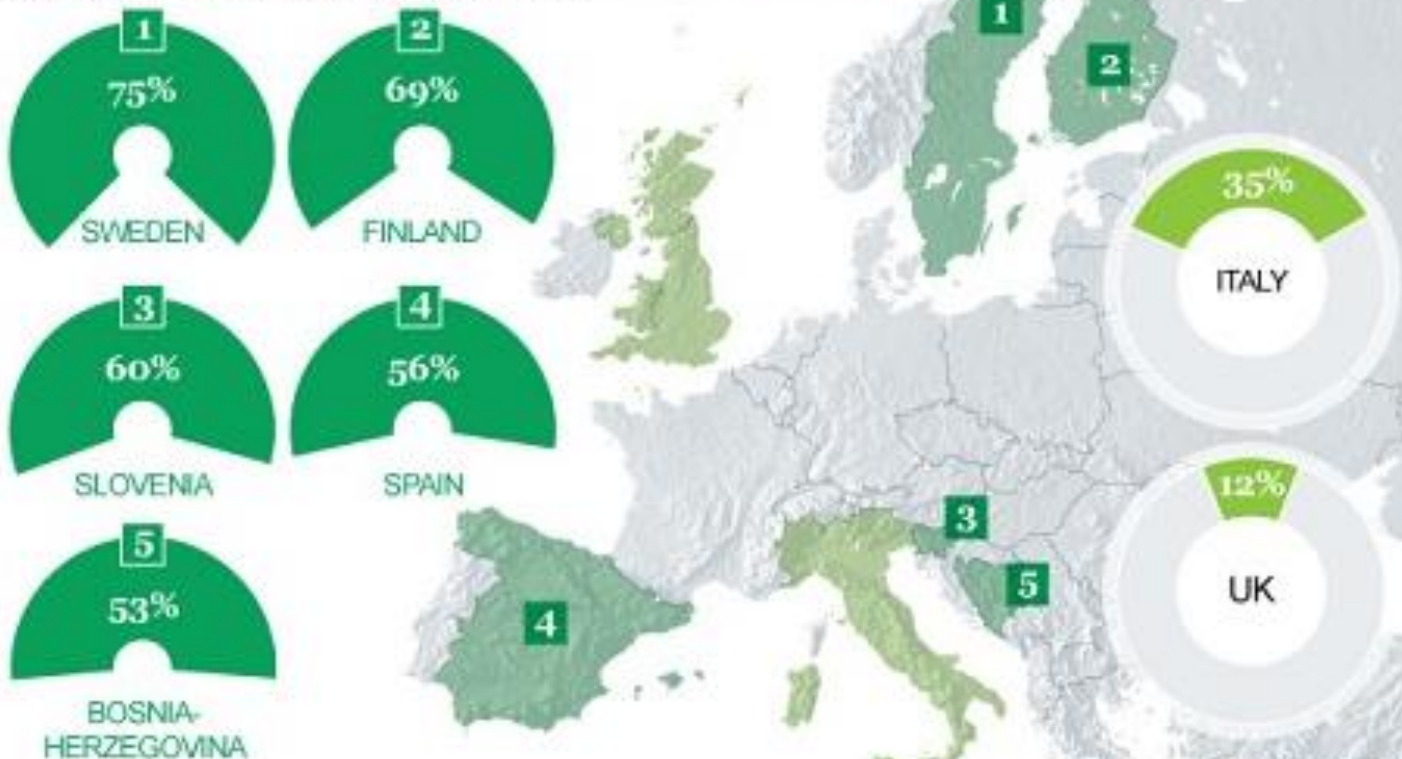 1
75%
SWEDEN
2
69%
FINLAND
3
60%
SLOVENIA
4
56%
SPAIN
5
53%
BOSNIA-
HERZEGOVINA
1
2
3
4
5
35%
ITALY
12%
UK